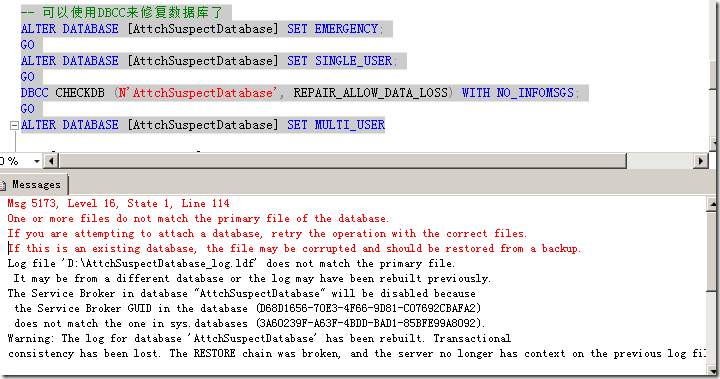 -- 可以使用DBCC来修复数据库了
ALTER DATABASE [AttchSuspectDatabase] SET EMERGENCY;
GO
ALTER DATABASE [AttchSuspectDatabase] SET SINGLE_USER;
GO
DBCC CHECKDB (N'AttchSuspectDatabase', REPAIR_ALLOW_DATA_LOSS) WITH NO_INFOMSGS;
GO
ALTER DATABASE [AttchSuspectDatabase] SET MULTI_USER
0 %
Messages
Msg 5173, Level 16, State 1, Line 114
One or more files do not match the primary file of the database.
If you are attempting to attach a database, retry the operation with the correct files.
If this is an existing database, the file may be corrupted and should be restored from a backup.
Log file 'D:\AttchSuspectDatabase_log.ldf' does not match the primary file.
It may be from a different database or the log may have been rebuilt previously.
The Service Broker in database "AttchSuspectDatabase" will be disabled because
the Service Broker GUID in the database (D68D1656-70E3-4F66-9D81-C07692CBAFA2)
does not match the one in sys.databases (3A60239F-A63F-4BDD-BAD1-85BFE99A8092).
Warning: The log for database 'AttchSuspectDatabase' has been rebuilt. Transactional
consistency has been lost. The RESTORE chain was broken, and the server no longer has context on the previous log fil